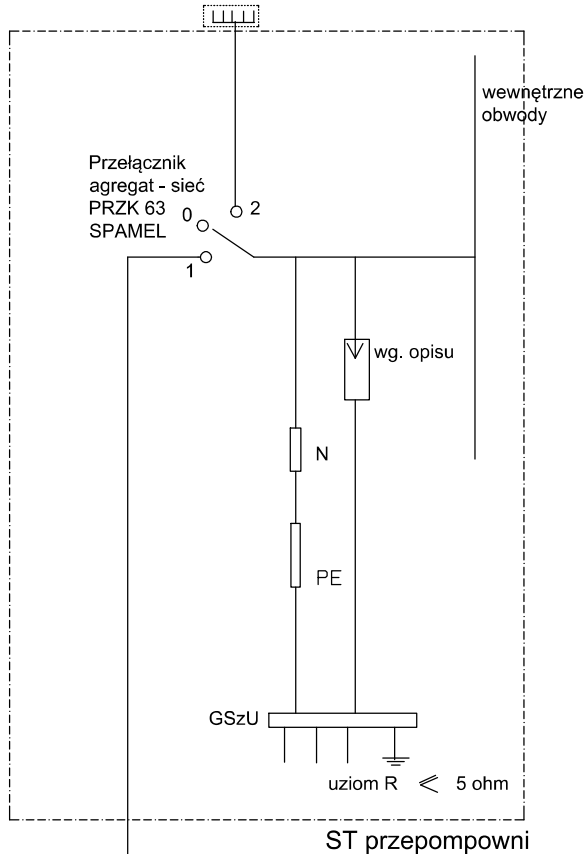 wewnętrzne
obwody
Przełącznik
agregat - sieć
PRZK 63
SPAMEL
0
2
1
wg. opisu
N
PE
GSzU
uziom R ⩽ 5 ohm
ST przepompowni